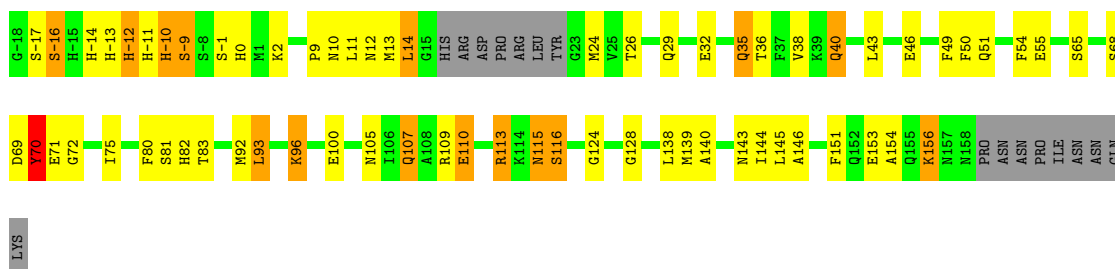 G-18 S-17 S-16 H-15 H-14 H-13 H-12 H-11 H-10 S-9 S-8 S-1 H0 M1 K2 P9 N10 L11 N12 M13 L14 G15 HIS ARG ASP PRO ARG LEU TYR G23 M24 V25 T26 Q29 E32 Q35 T36 F37 V38 K39 Q40 L43 E46 F49 F50 Q51 F54 E55 S65 S68
D69 Y70 E71 G72 I75 F80 S81 H82 T83 M92 L93 K96 E100 N105 I106 Q107 A108 R109 E110 R113 K114 N115 S116 G124 G128 L138 M139 A140 N143 I144 L145 A146 F151 Q152 E153 A154 Q155 K156 N157 N158 PRO ASN ASN PRO ILE ASN ASN GLN
LYS